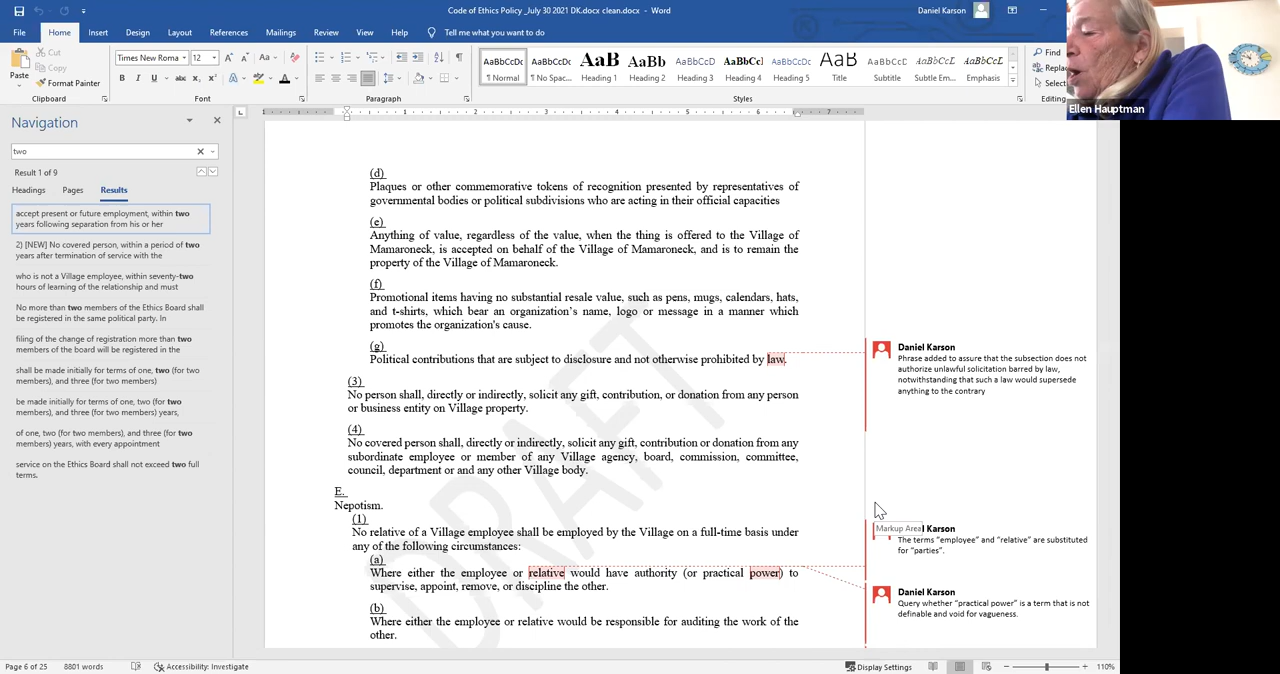 Code of Ethics Policy _July 30 2021 DK.docx clean.docx - Word
Daniel Karson
File Home Insert Draw Design Layout References Mailings Review View Help Tell me what you want to do
Paste
Cut
Copy
Format Painter
Clipboard
Times New Roma 12
Font
Paragraph
AaBbCcDc AaBbCcDc AaB AaBb AaBbCcD AaBbCcI AaBbCcDc AaB AaBbCcD AaBbCcL AaBbCcL
¶ Normal ¶ No Spac... Heading 1 Heading 2 Heading 3 Heading 4 Heading 5 Title Subtitle Subtle Em... Emphasis
Styles
Find
Replac
Select
Editing
Ellen Hauptman
Navigation
two
Result 1 of 9
Headings Pages Results
accept present or future employment, within two
years following separation from his or her
2) [NEW] No covered person, within a period of two
years after termination of service with the
who is not a Village employee, within seventy-two
hours of learning of the relationship and must
No more than two members of the Ethics Board shall
be registered in the same political party. In
filing of the change of registration more than two
members of the board will be registered in the
shall be made initially for terms of one, two (for two
members), and three (for two members)
be made initially for terms of one, two (for two
members), and three (for two members) years,
of one, two (for two members), and three (for two
members) years, with every appointment
service on the Ethics Board shall not exceed two full
terms.
(d)
Plaques or other commemorative tokens of recognition presented by representatives of
governmental bodies or political subdivisions who are acting in their official capacities
(e)
Anything of value, regardless of the value, when the thing is offered to the Village of
Mamaroneck, is accepted on behalf of the Village of Mamaroneck, and is to remain the
property of the Village of Mamaroneck.
(f)
Promotional items having no substantial resale value, such as pens, mugs, calendars, hats,
and t-shirts, which bear an organization's name, logo or message in a manner which
promotes the organization's cause.
(g)
Political contributions that are subject to disclosure and not otherwise prohibited by law.
(3)
No person shall, directly or indirectly, solicit any gift, contribution, or donation from any person
or business entity on Village property.
(4)
No covered person shall, directly or indirectly, solicit any gift, contribution or donation from any
subordinate employee or member of any Village agency, board, commission, committee,
council, department or and any other Village body.
E.
Nepotism.
(1)
No relative of a Village employee shall be employed by the Village on a full-time basis under
any of the following circumstances:
(a)
Where either the employee or relative would have authority (or practical power) to
supervise, appoint, remove, or discipline the other.
(b)
Where either the employee or relative would be responsible for auditing the work of the
other.
DRAFT
Daniel Karson
Phrase added to assure that the subsection does not
authorize unlawful solicitation barred by law,
notwithstanding that such a law would supersede
anything to the contrary
Markup Area
l Karson
The terms "employee" and "relative" are substituted
for "parties".
Daniel Karson
Query whether "practical power" is a term that is not
definable and void for vagueness.
Page 6 of 25 8801 words Accessibility: Investigate
Display Settings 110%